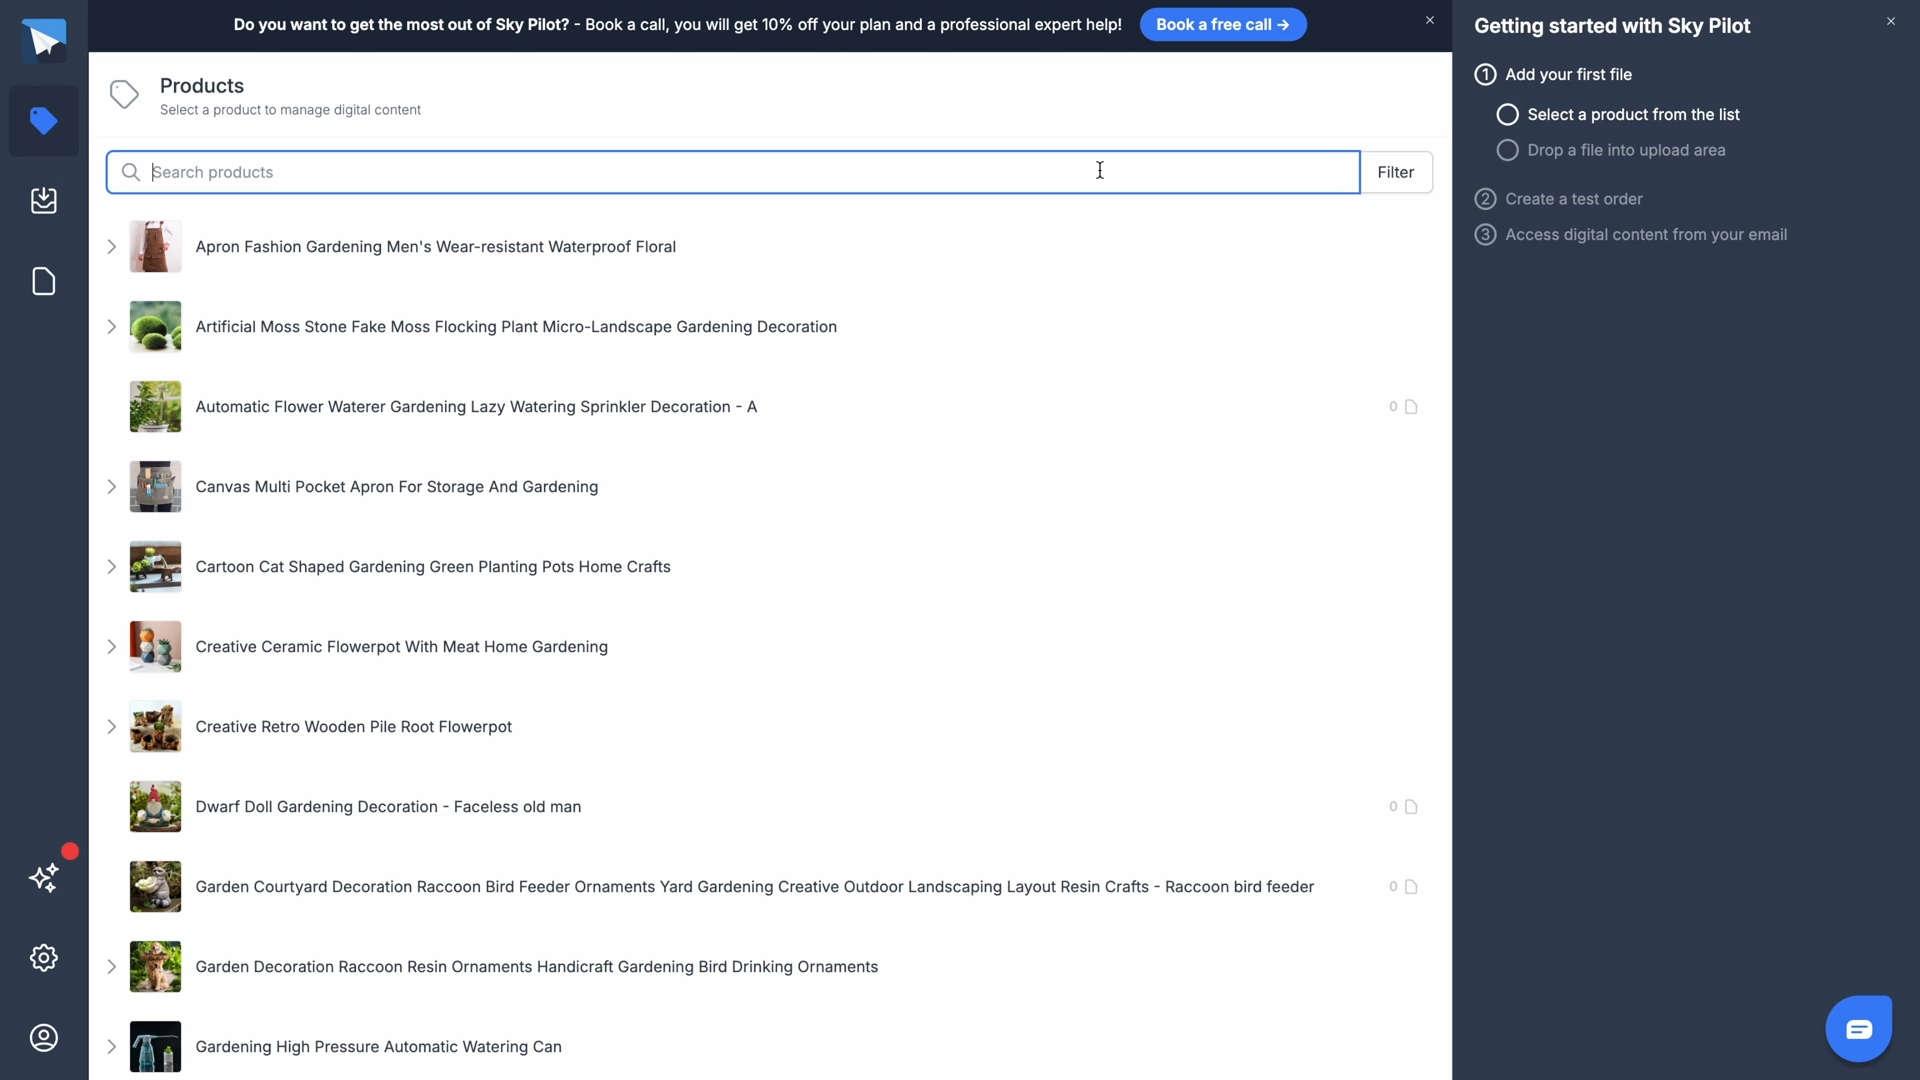 Do you want to get the most out of Sky Pilot? - Book a call, you will get 10% off your plan and a professional expert help!
Book a free call →
Products
Select a product to manage digital content
Search products
Filter
Apron Fashion Gardening Men's Wear-resistant Waterproof Floral
Artificial Moss Stone Fake Moss Flocking Plant Micro-Landscape Gardening Decoration
Automatic Flower Waterer Gardening Lazy Watering Sprinkler Decoration - A
0
Canvas Multi Pocket Apron For Storage And Gardening
Cartoon Cat Shaped Gardening Green Planting Pots Home Crafts
Creative Ceramic Flowerpot With Meat Home Gardening
Creative Retro Wooden Pile Root Flowerpot
Dwarf Doll Gardening Decoration - Faceless old man
0
Garden Courtyard Decoration Raccoon Bird Feeder Ornaments Yard Gardening Creative Outdoor Landscaping Layout Resin Crafts - Raccoon bird feeder
0
Garden Decoration Raccoon Resin Ornaments Handicraft Gardening Bird Drinking Ornaments
Gardening High Pressure Automatic Watering Can
Getting started with Sky Pilot
1 Add your first file
Select a product from the list
Drop a file into upload area
2 Create a test order
3 Access digital content from your email